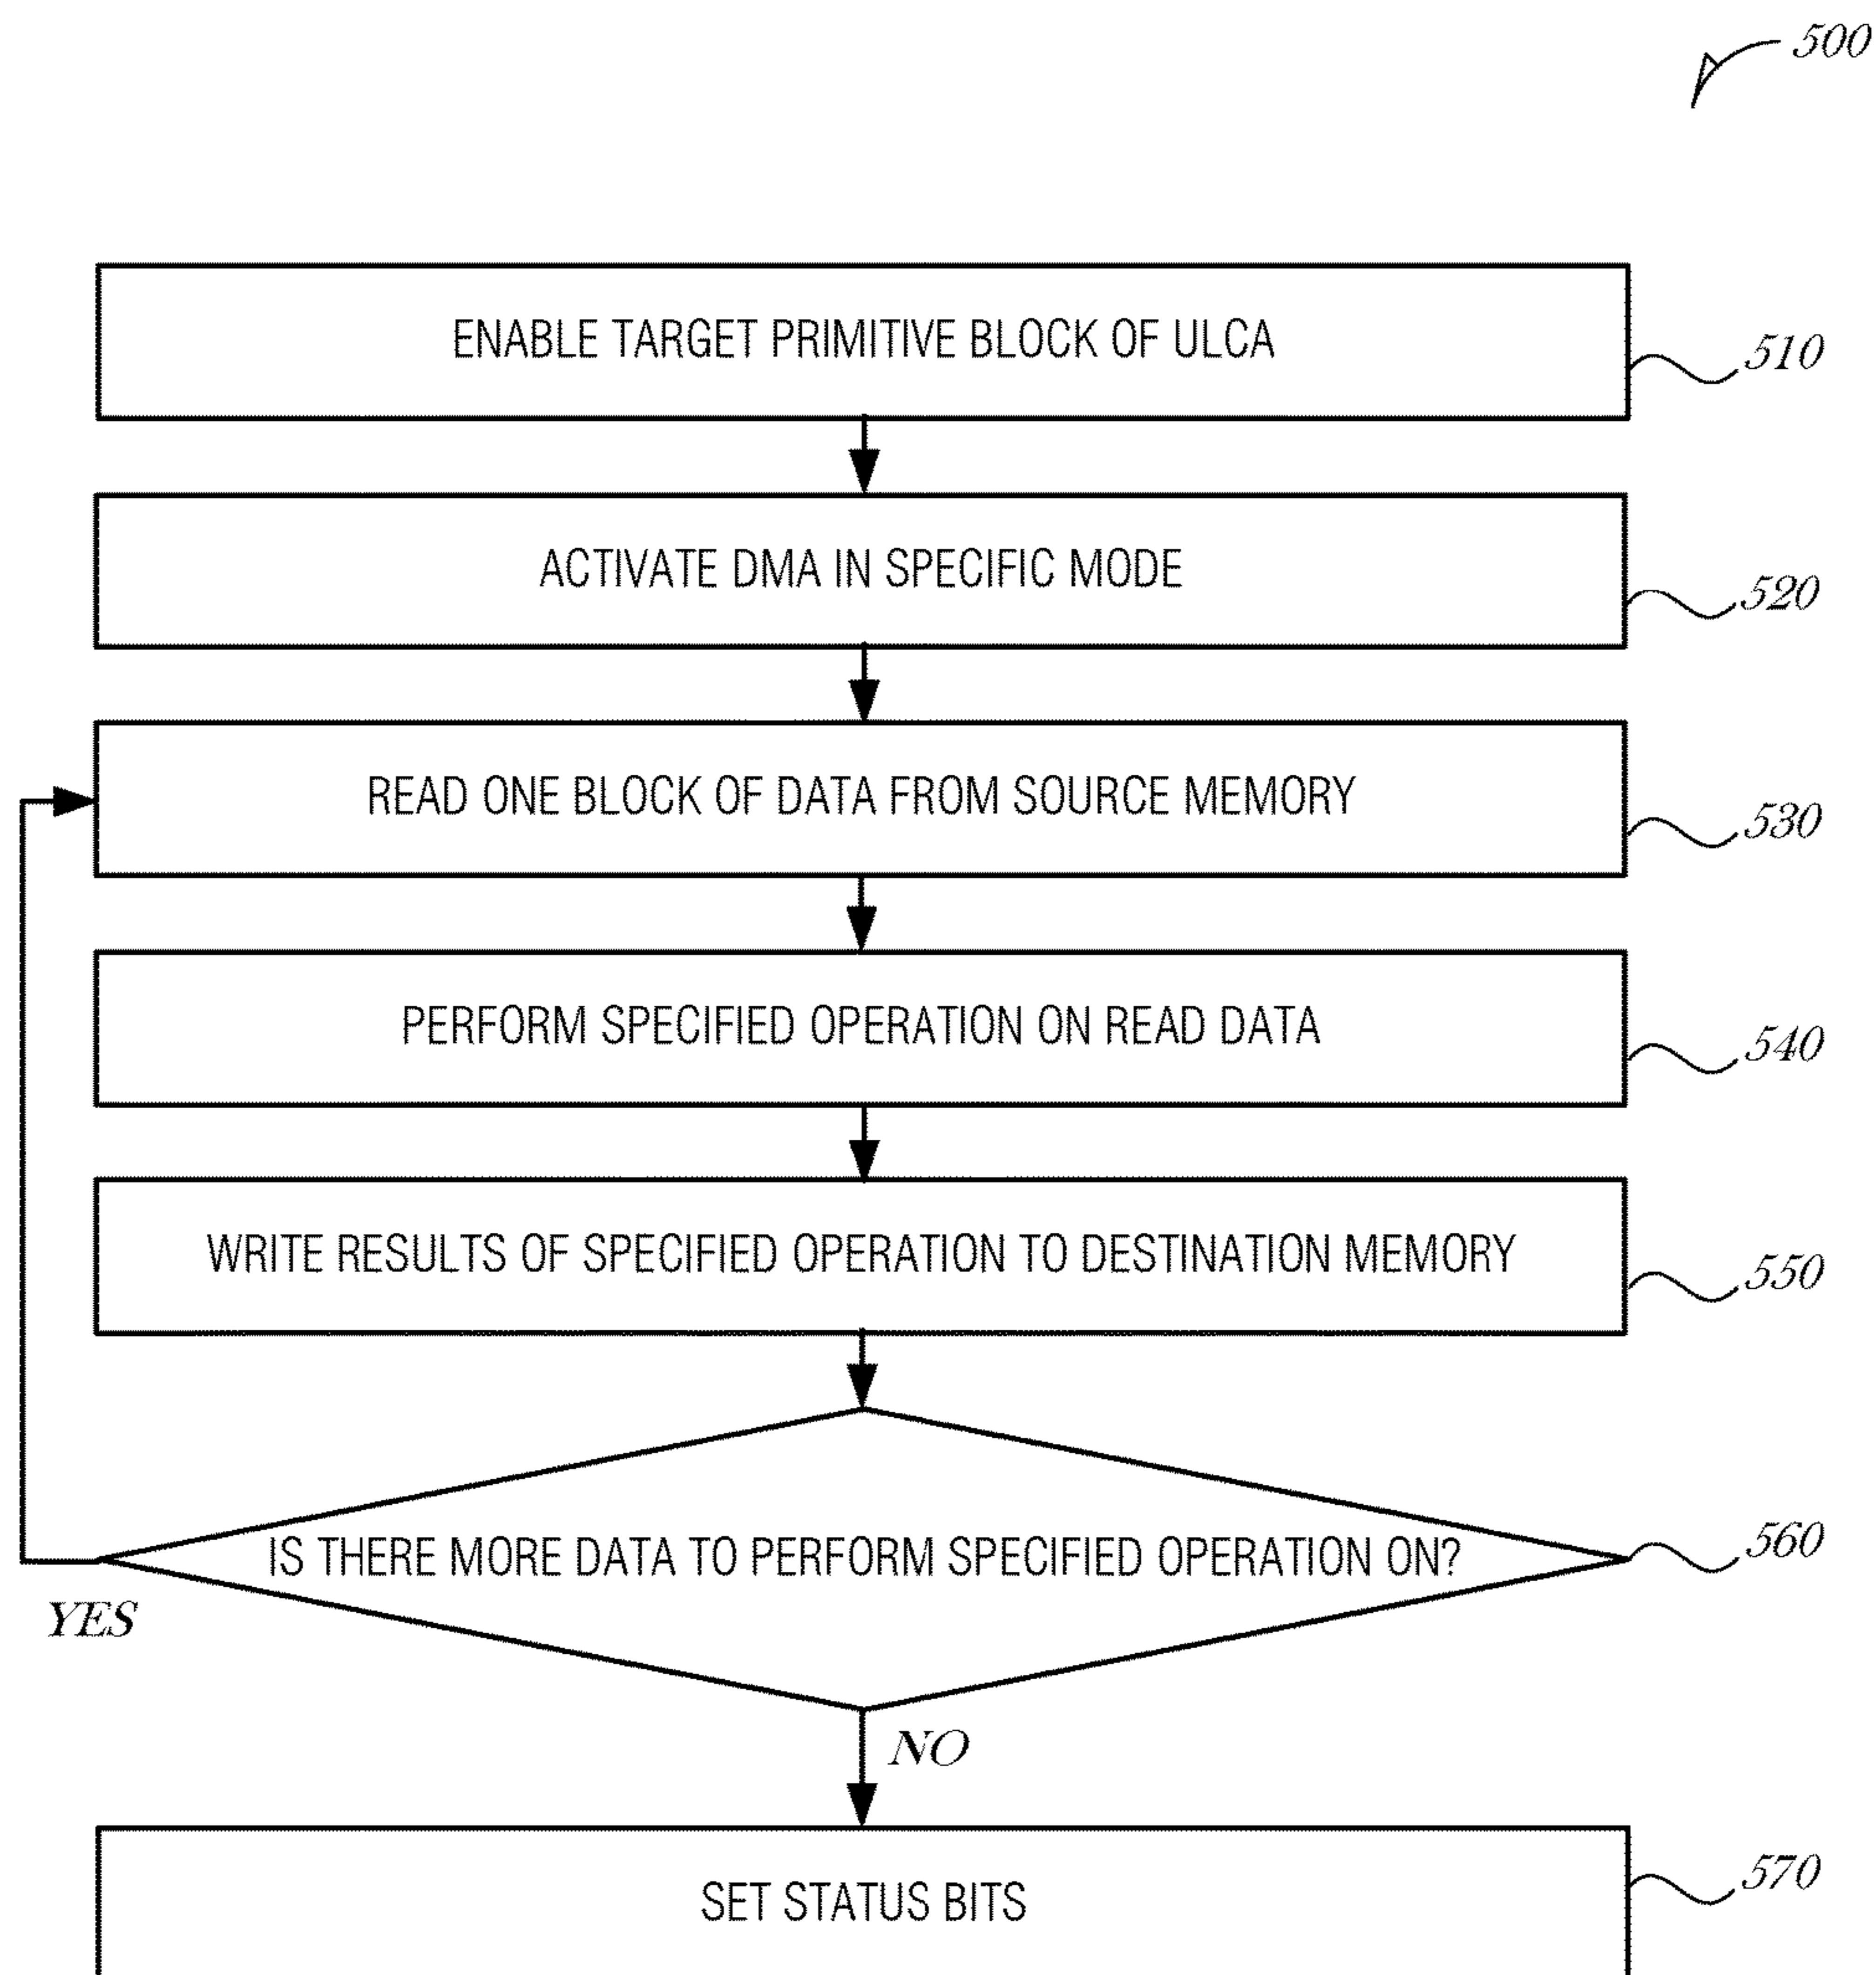 500
ENABLE TARGET PRIMITIVE BLOCK OF ULCA
510
ACTIVATE DMA IN SPECIFIC MODE
520
READ ONE BLOCK OF DATA FROM SOURCE MEMORY
530
PERFORM SPECIFIED OPERATION ON READ DATA
540
WRITE RESULTS OF SPECIFIED OPERATION TO DESTINATION MEMORY
550
IS THERE MORE DATA TO PERFORM SPECIFIED OPERATION ON?
560
YES
NO
SET STATUS BITS
570